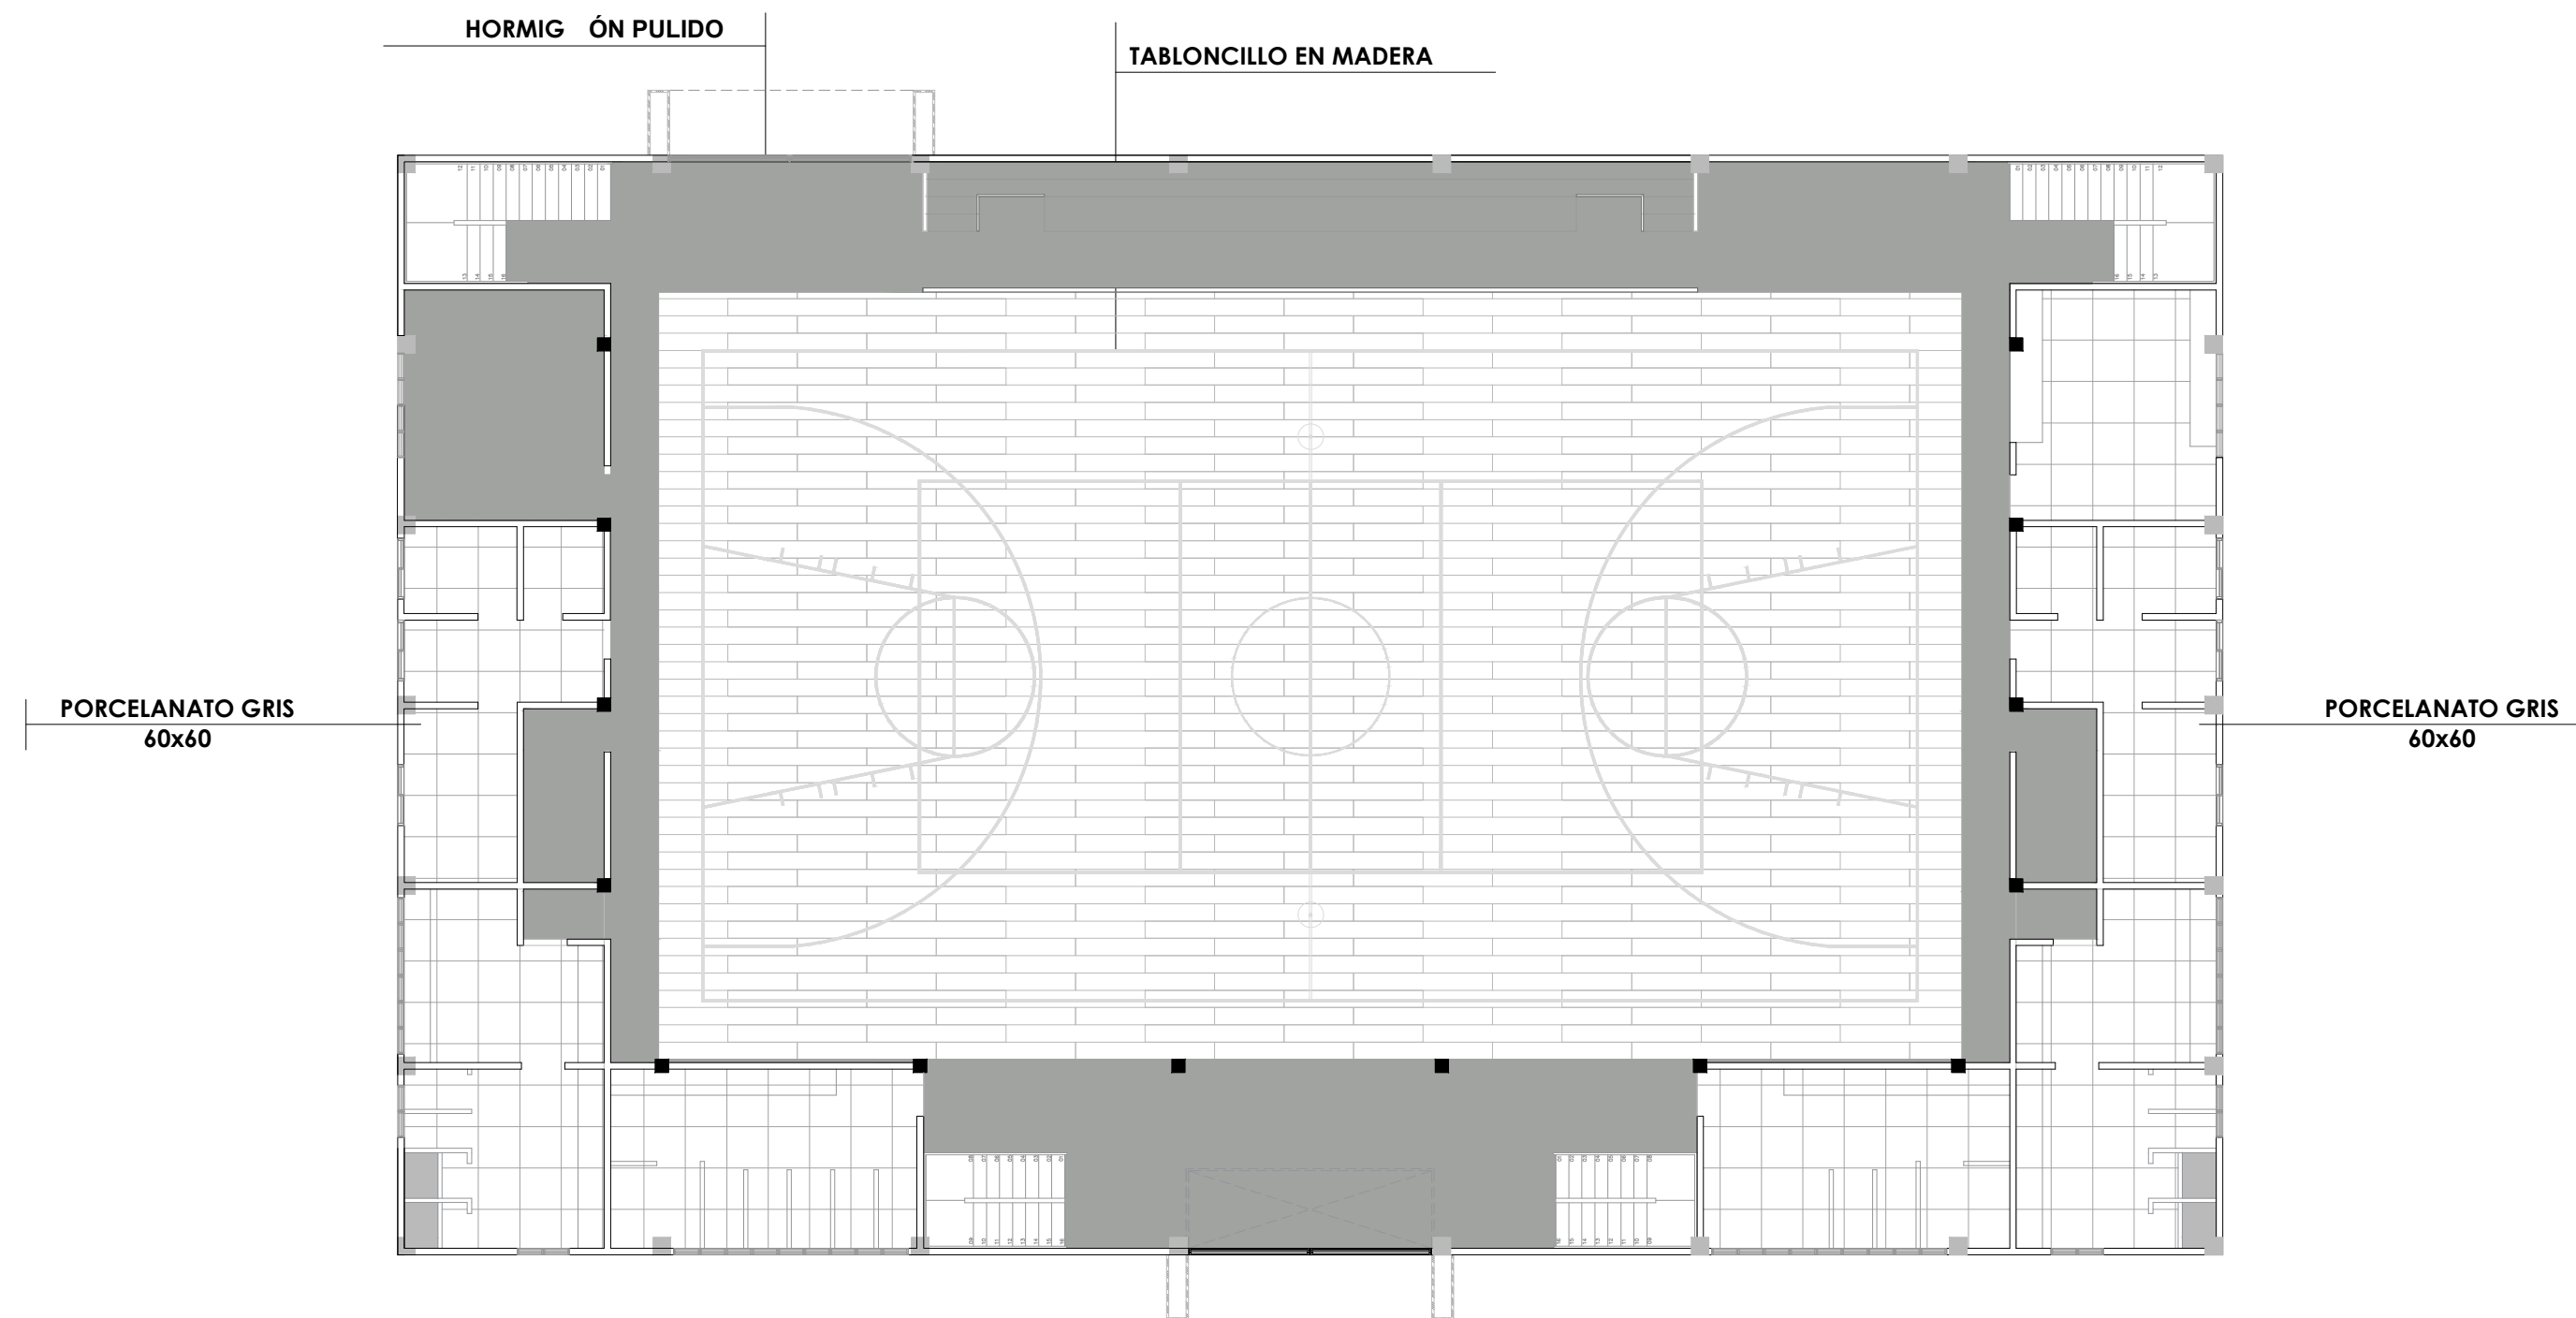 HORMIG ÓN PULIDO
TABLONCILLO EN MADERA
PORCELANATO GRIS
60x60
PORCELANATO GRIS
60x60